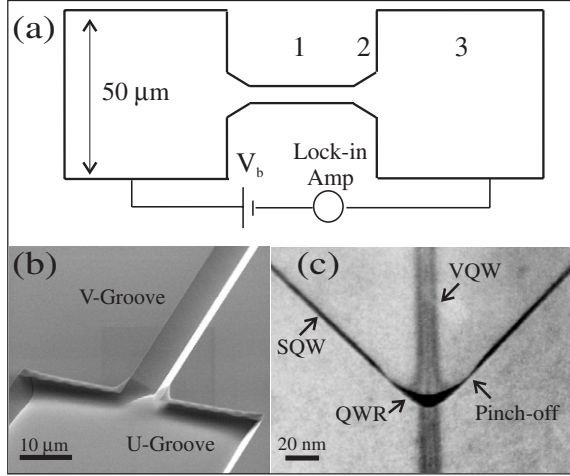 (a)
1 2 3
50 μm
V_b
Lock-in
Amp
(b)
V-Groove
U-Groove
10 μm
(c)
VQW
SQW
QWR
Pinch-off
20 nm